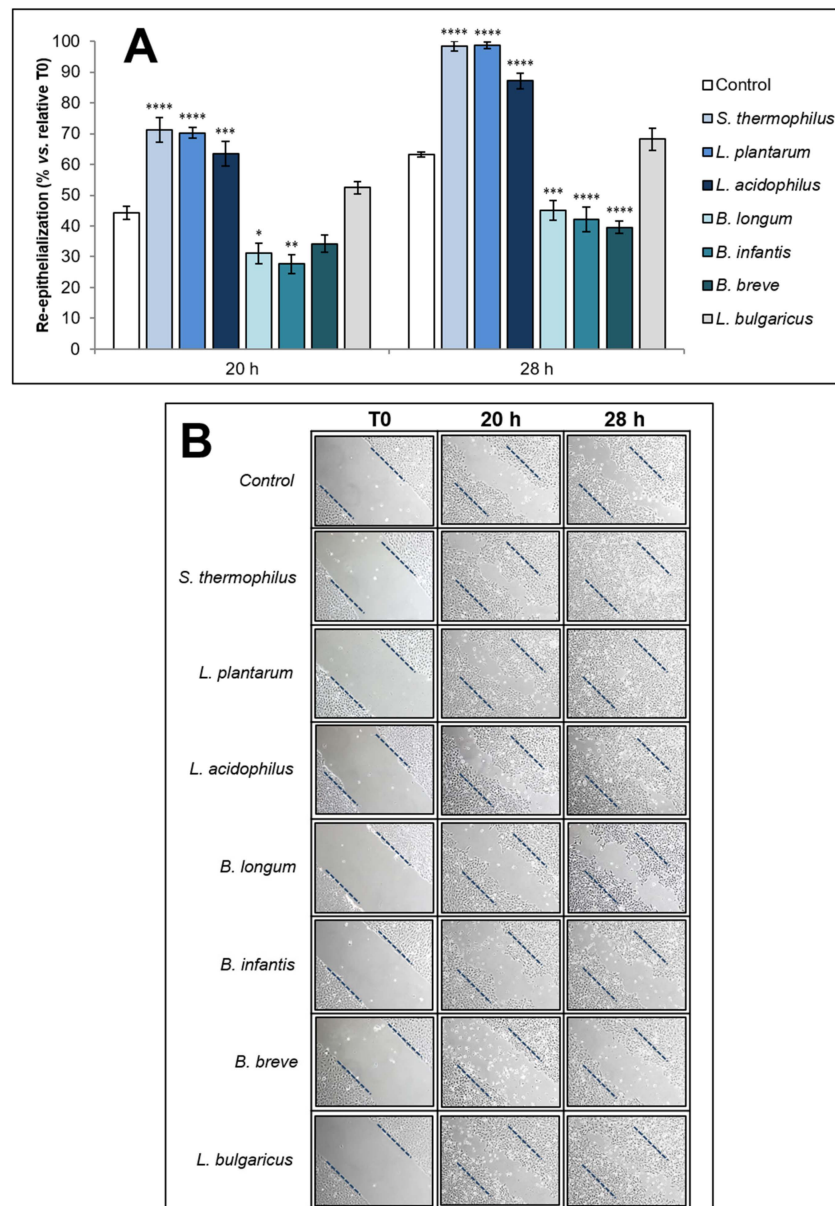 A
Re-epithelialization (% vs. relative T0)
100
90
80
70
60
50
40
30
20
10
0
**** **** ***
* **
**** **** ****
*** **** ****
20 h
28 h
Control
S. thermophilus
L. plantarum
L. acidophilus
B. longum
B. infantis
B. breve
L. bulgaricus
B
T0 20 h 28 h
Control
S. thermophilus
L. plantarum
L. acidophilus
B. longum
B. infantis
B. breve
L. bulgaricus